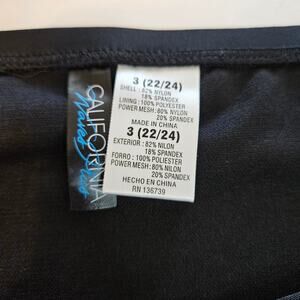 CALIFORNIA
Waves
3 (22/24)
SHELL : 82% NYLON
18% SPANDEX
LINING : 100% POLYESTER
POWER MESH : 80% NYLON
20% SPANDEX
MADE IN CHINA
3 (22/24)
EXTERIOR : 82% NILON
18% SPANDEX
FORRO : 100% POLIESTER
POWER MESH : 80% NILON
20% SPANDEX
HECHO EN CHINA
RN 136739